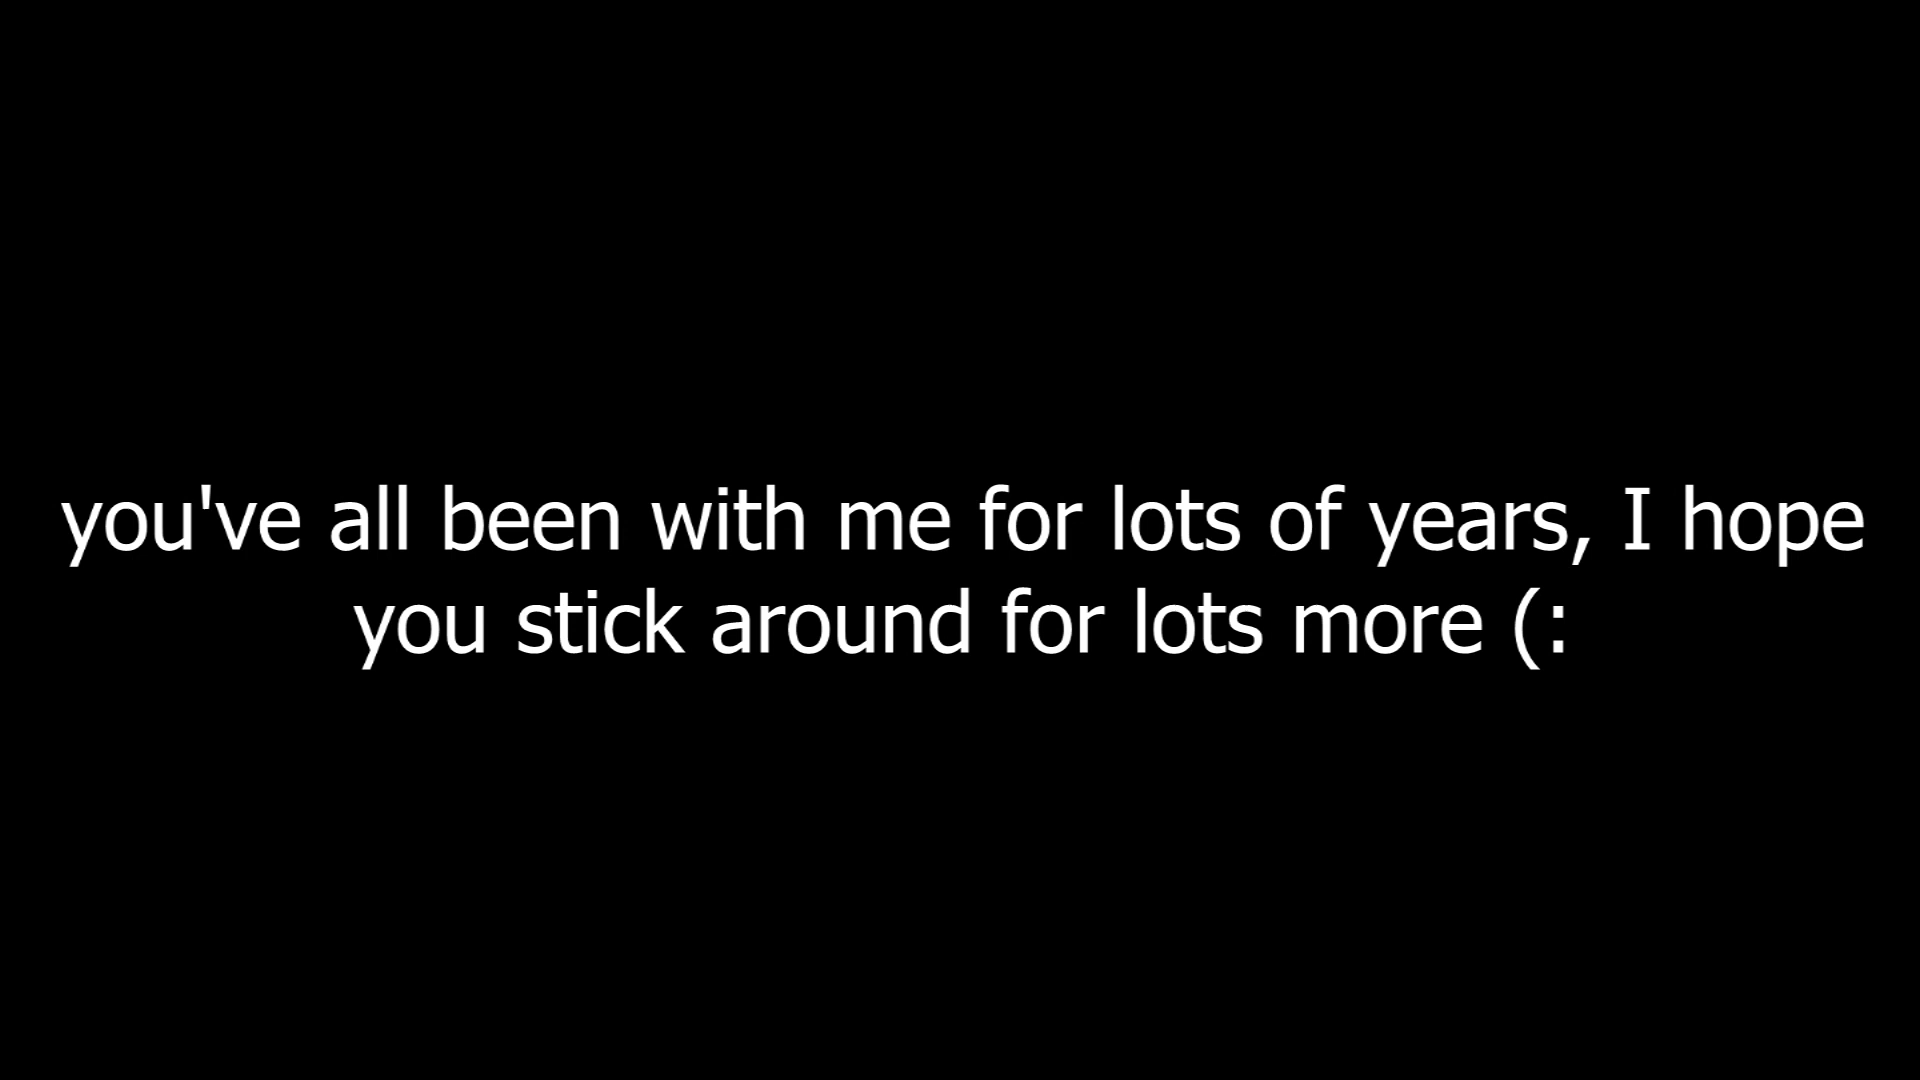 you've all been with me for lots of years, I hope
you stick around for lots more (: